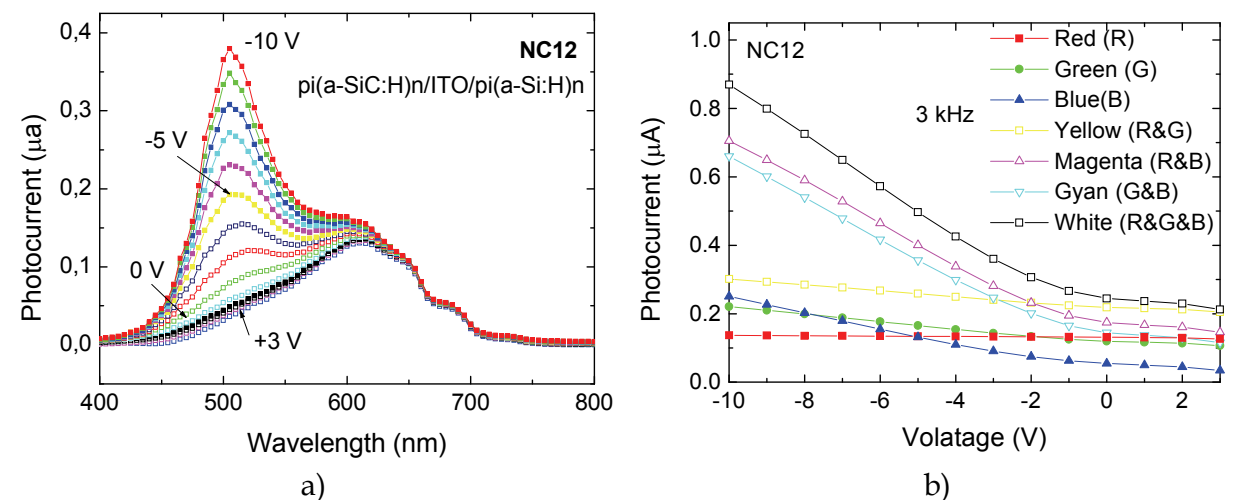 0,4
0,3
0,2
0,1
0,0
Photocurrent (μa)
-10 V
NC12
pi(a-SiC:H)n/ITO/pi(a-Si:H)n
-5 V
0 V
+3 V
400 500 600 700 800
Wavelength (nm)
a)
1.0
0.8
0.6
0.4
0.2
0.0
Photocurrent (μA)
NC12
3 kHz
Red (R)
Green (G)
Blue(B)
Yellow (R&G)
Magenta (R&B)
Gyan (G&B)
White (R&G&B)
-10 -8 -6 -4 -2 0 2
Volatage (V)
b)